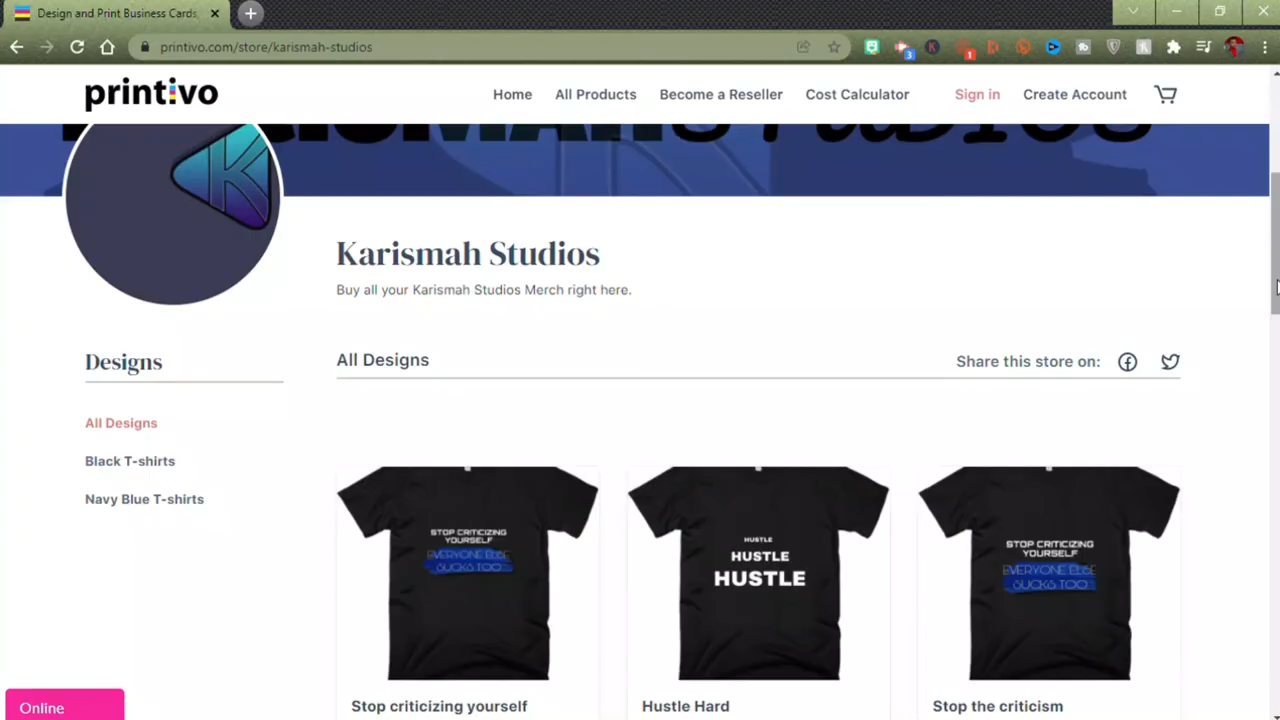 Design and Print Business Cards,
printivo.com/store/karismah-studios
3
1
printivo
Home
All Products
Become a Reseller
Cost Calculator
Sign in
Create Account
K
Karismah Studios
Buy all your Karismah Studios Merch right here.
Designs
All Designs
Share this store on:
All Designs
Black T-shirts
Navy Blue T-shirts
STOP CRITICIZING
YOURSELF
EVERYONE ELSE
SUCKS TOO
HUSTLE
HUSTLE
HUSTLE
STOP CRITICIZING
YOURSELF
EVERYONE ELSE
SUCKS TOO
Stop criticizing yourself
Hustle Hard
Stop the criticism
Online